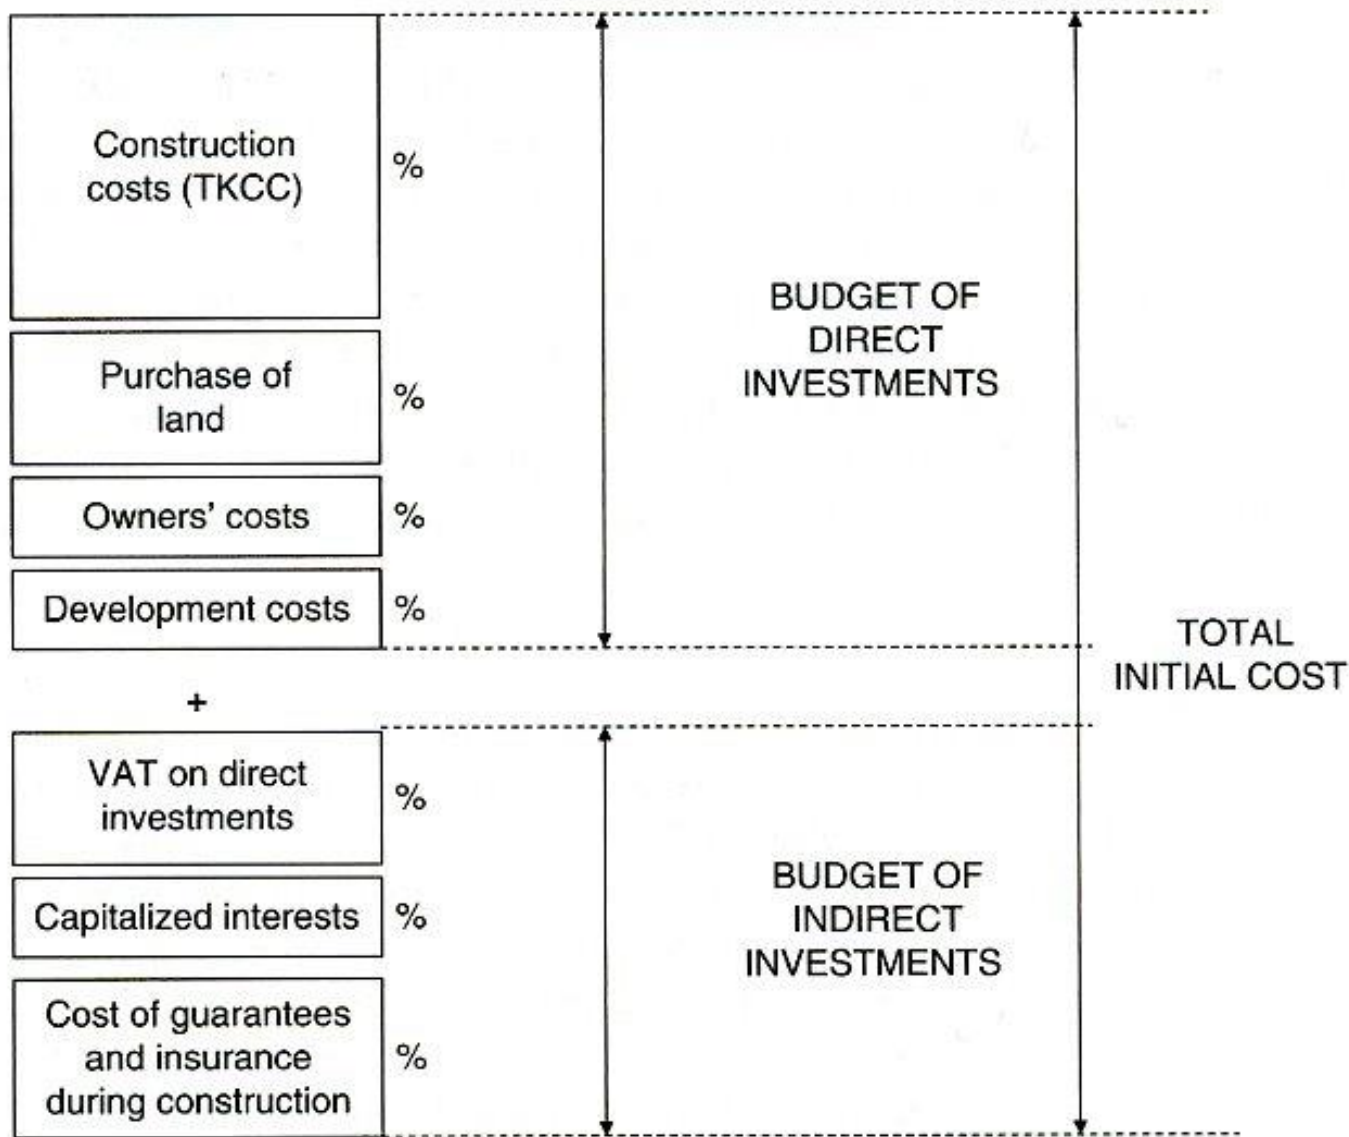 Construction
costs (TKCC)
%
Purchase of
land
%
Owners' costs
%
Development costs
%
BUDGET OF
DIRECT
INVESTMENTS
+
VAT on direct
investments
%
Capitalized interests
%
Cost of guarantees
and insurance
during construction
%
BUDGET OF
INDIRECT
INVESTMENTS
TOTAL
INITIAL COST